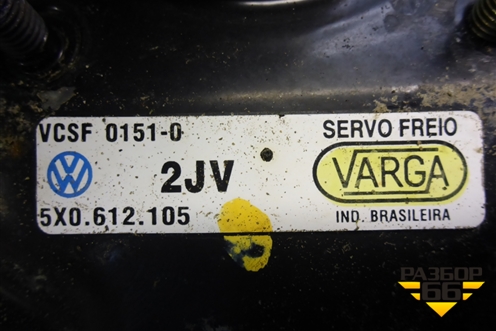 VCSF 0151-0
SERVO FREIO
2JV
VARGA
5X0.612.105
IND. BRASILEIRA
РАЗБОР
66